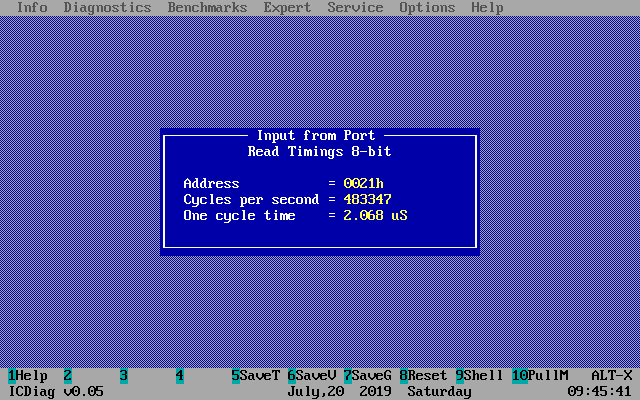 Info Diagnostics Benchmarks Expert Service Options Help
Input from Port
Read Timings 8-bit
Address = 0021h
Cycles per second = 483347
One cycle time = 2.068 uS
1Help 2 3 4 5SaveT 6SaveV 7SaveG 8Reset 9Shell 10PullM ALT-X
ICDiag v0.05 July,20 2019 Saturday 09:45:41